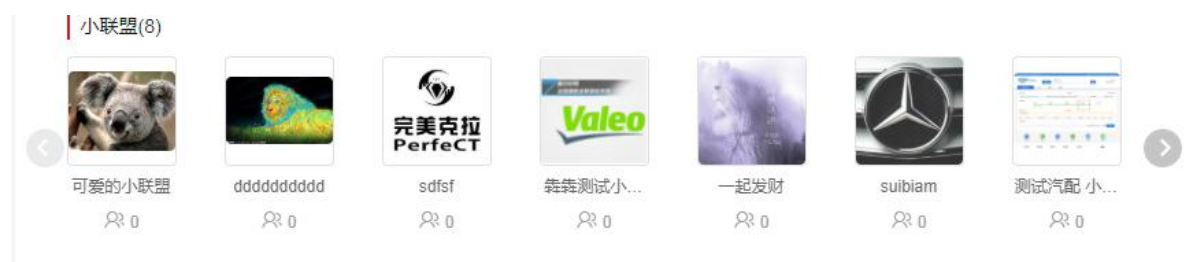 小联盟(8)
完美克拉
PerfeCT
Valeo
可爱的小联盟
dddddddddd
sdfsf
犇犇测试小...
一起发财
suibiam
测试汽配 小...
0
0
0
0
0
0
0